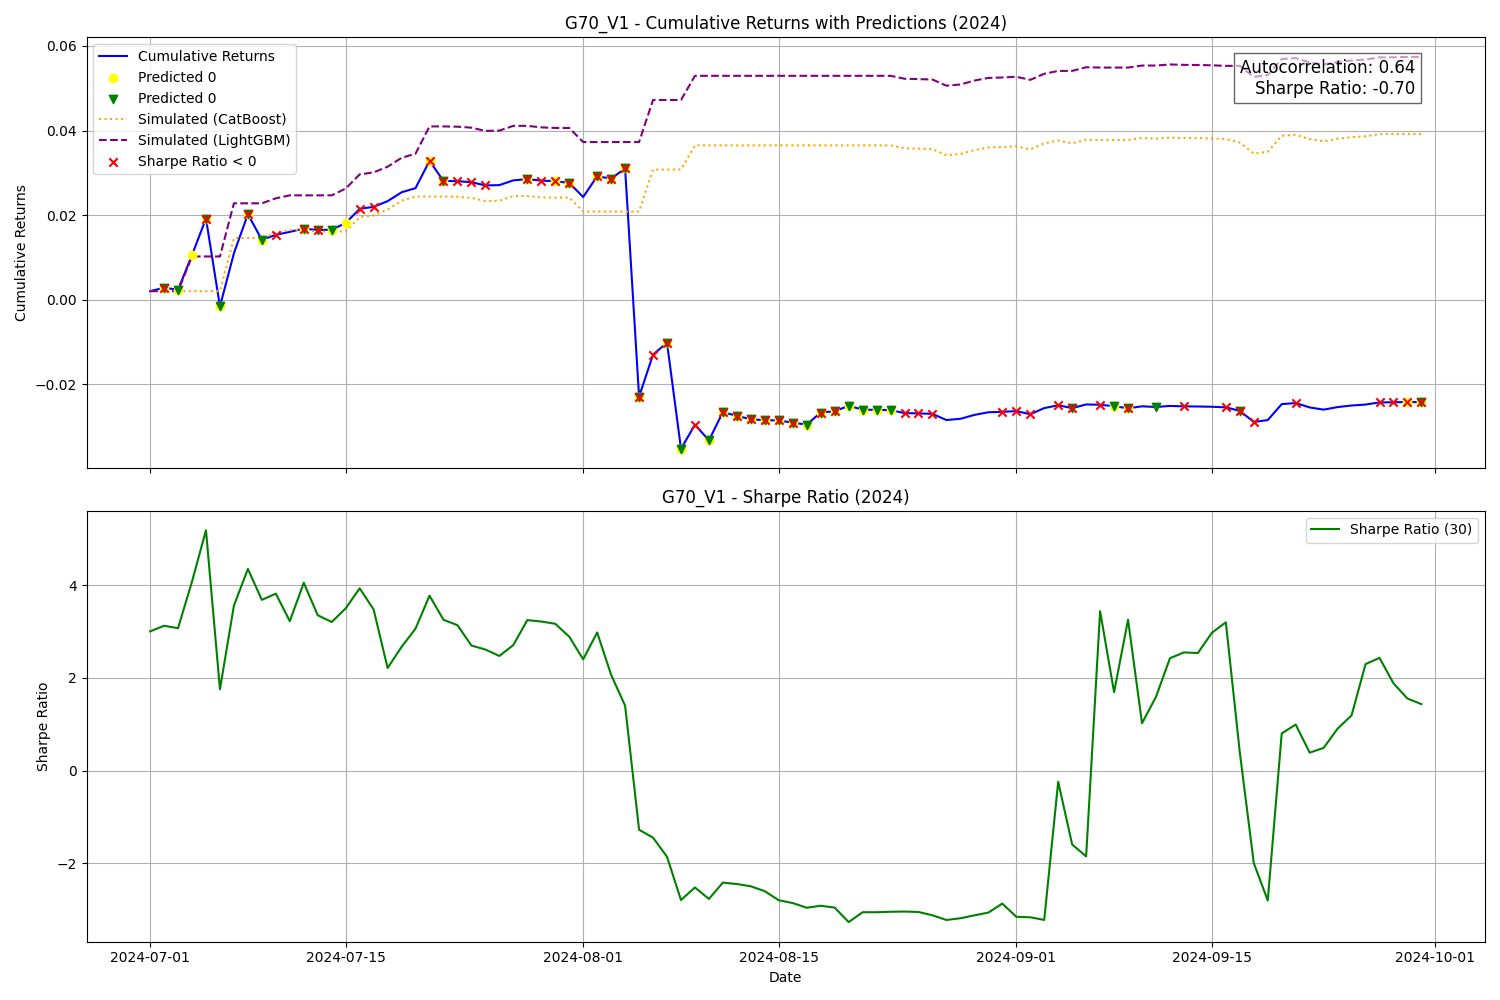 G70_V1 - Cumulative Returns with Predictions (2024)
Cumulative Returns
0.06
0.04
0.02
0.00
−0.02
Cumulative Returns
Predicted 0
Predicted 0
Simulated (CatBoost)
Simulated (LightGBM)
Sharpe Ratio < 0
Autocorrelation: 0.64
Sharpe Ratio: -0.70
G70_V1 - Sharpe Ratio (2024)
Sharpe Ratio
4
2
0
−2
Sharpe Ratio (30)
2024-07-01
2024-07-15
2024-08-01
2024-08-15
2024-09-01
2024-09-15
2024-10-01
Date